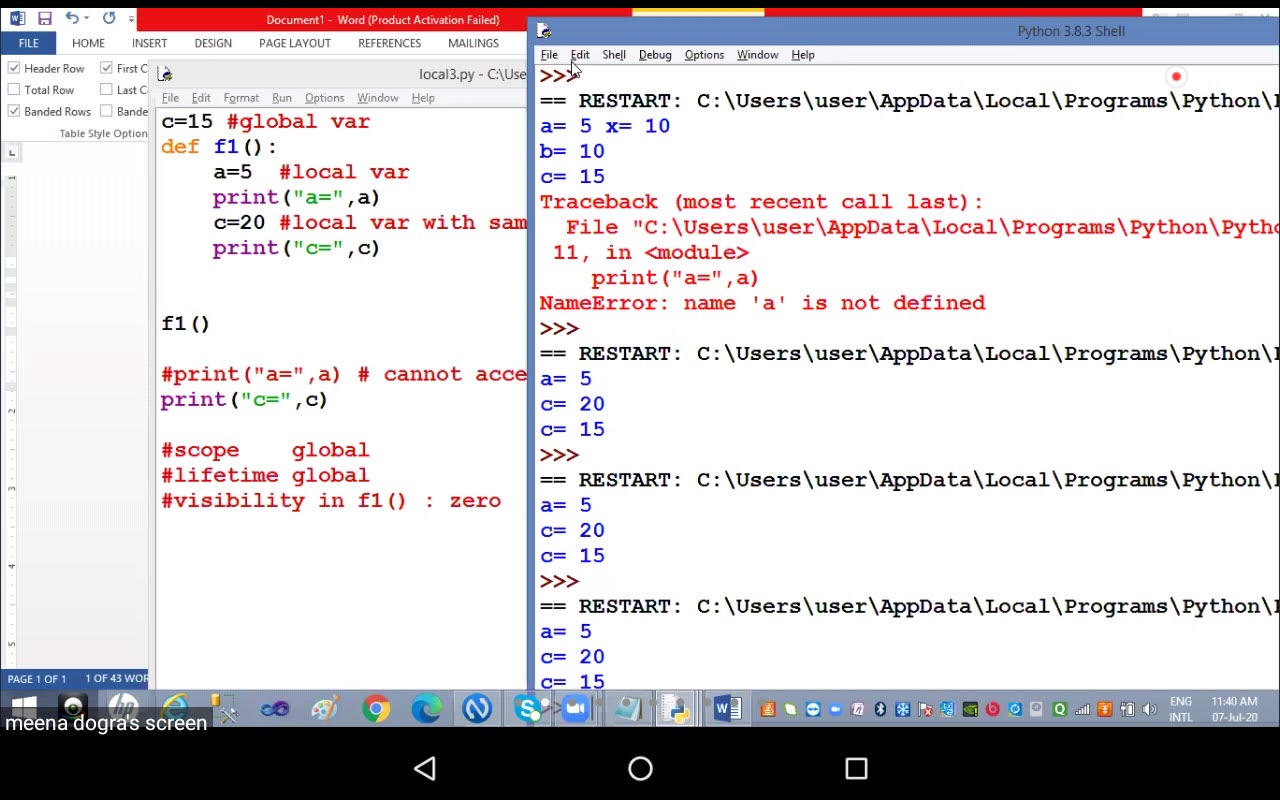 Document1 - Word (Product Activation Failed)
FILE HOME INSERT DESIGN PAGE LAYOUT REFERENCES MAILINGS
Header Row First C
Total Row Last C
Banded Rows Bande
Table Style Option
local3.py - C:\Use
File Edit Format Run Options Window Help
c=15 #global var
def f1():
    a=5  #local var
    print("a=",a)
    c=20 #local var with sam
    print("c=",c)
f1()
#print("a=",a) # cannot acce
print("c=",c)
#scope    global
#lifetime global
#visibility in f1() : zero
Python 3.8.3 Shell
File Edit Shell Debug Options Window Help
>>>
== RESTART: C:\Users\user\AppData\Local\Programs\Python\
a= 5 x= 10
b= 10
c= 15
Traceback (most recent call last):
  File "C:\Users\user\AppData\Local\Programs\Python\Pytho
 11, in <module>
    print("a=",a)
NameError: name 'a' is not defined
>>>
== RESTART: C:\Users\user\AppData\Local\Programs\Python\
a= 5
c= 20
c= 15
>>>
== RESTART: C:\Users\user\AppData\Local\Programs\Python\
a= 5
c= 20
c= 15
>>>
== RESTART: C:\Users\user\AppData\Local\Programs\Python\
a= 5
c= 20
c= 15
PAGE 1 OF 1 1 OF 43 WOR
ENG 11:40 AM
INTL 07-Jul-20
meena dogra's screen